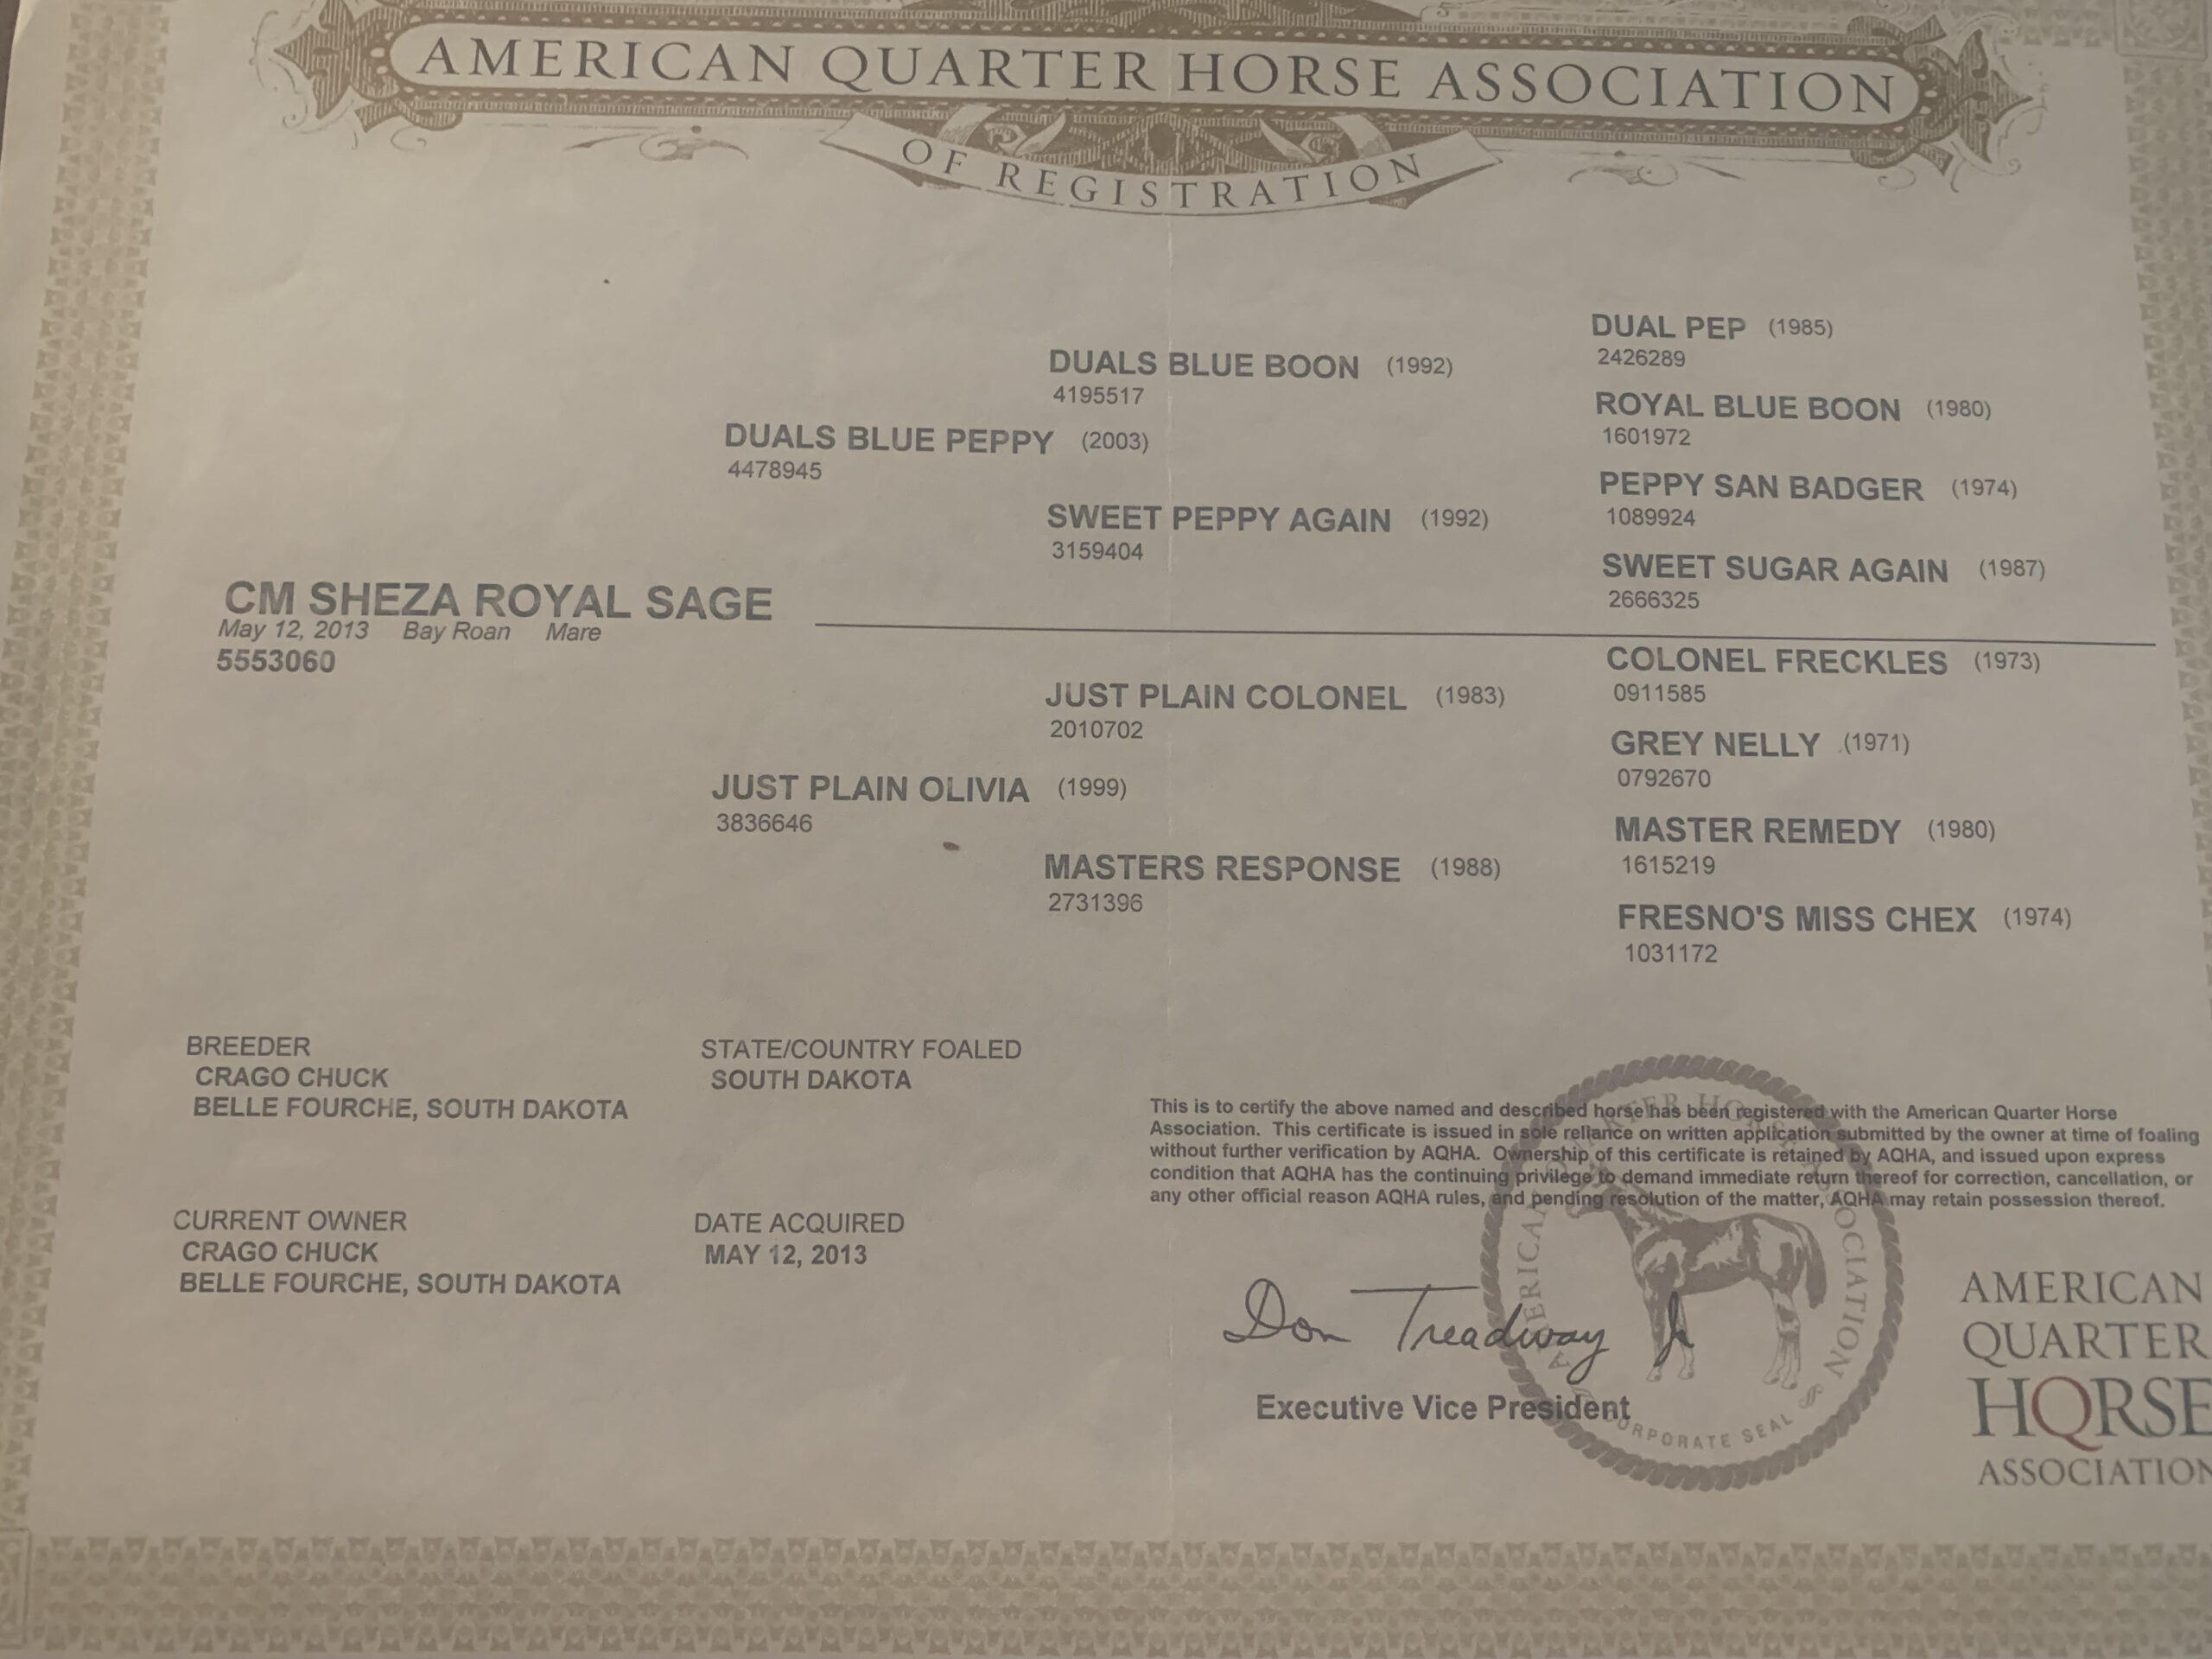 AMERICAN QUARTER HORSE ASSOCIATION
OF REGISTRATION
DUAL PEP (1985)
2426289
DUALS BLUE BOON (1992)
4195517
ROYAL BLUE BOON (1980)
1601972
DUALS BLUE PEPPY (2003)
4478945
PEPPY SAN BADGER (1974)
1089924
SWEET PEPPY AGAIN (1992)
3159404
SWEET SUGAR AGAIN (1987)
2666325
CM SHEZA ROYAL SAGE
May 12, 2013 Bay Roan Mare
5553060
COLONEL FRECKLES (1973)
0911585
JUST PLAIN COLONEL (1983)
2010702
GREY NELLY (1971)
0792670
JUST PLAIN OLIVIA (1999)
3836646
MASTER REMEDY (1980)
1615219
MASTERS RESPONSE (1988)
2731396
FRESNO'S MISS CHEX (1974)
1031172
BREEDER
CRAGO CHUCK
BELLE FOURCHE, SOUTH DAKOTA
STATE/COUNTRY FOALED
SOUTH DAKOTA
CURRENT OWNER
CRAGO CHUCK
BELLE FOURCHE, SOUTH DAKOTA
DATE ACQUIRED
MAY 12, 2013
This is to certify the above named and described horse has been registered with the American Quarter Horse
Association. This certificate is issued in sole reliance on written application submitted by the owner at time of foaling
without further verification by AQHA. Ownership of this certificate is retained by AQHA, and issued upon express
condition that AQHA has the continuing privilege to demand immediate return thereof for correction, cancellation, or
any other official reason AQHA rules, and pending resolution of the matter, AQHA may retain possession thereof.
Don Treadway Jr
Executive Vice President
AMERICAN QUARTER HORSE ASSOCIATION
CORPORATE SEAL
AMERICAN
QUARTER
HORSE
ASSOCIATION